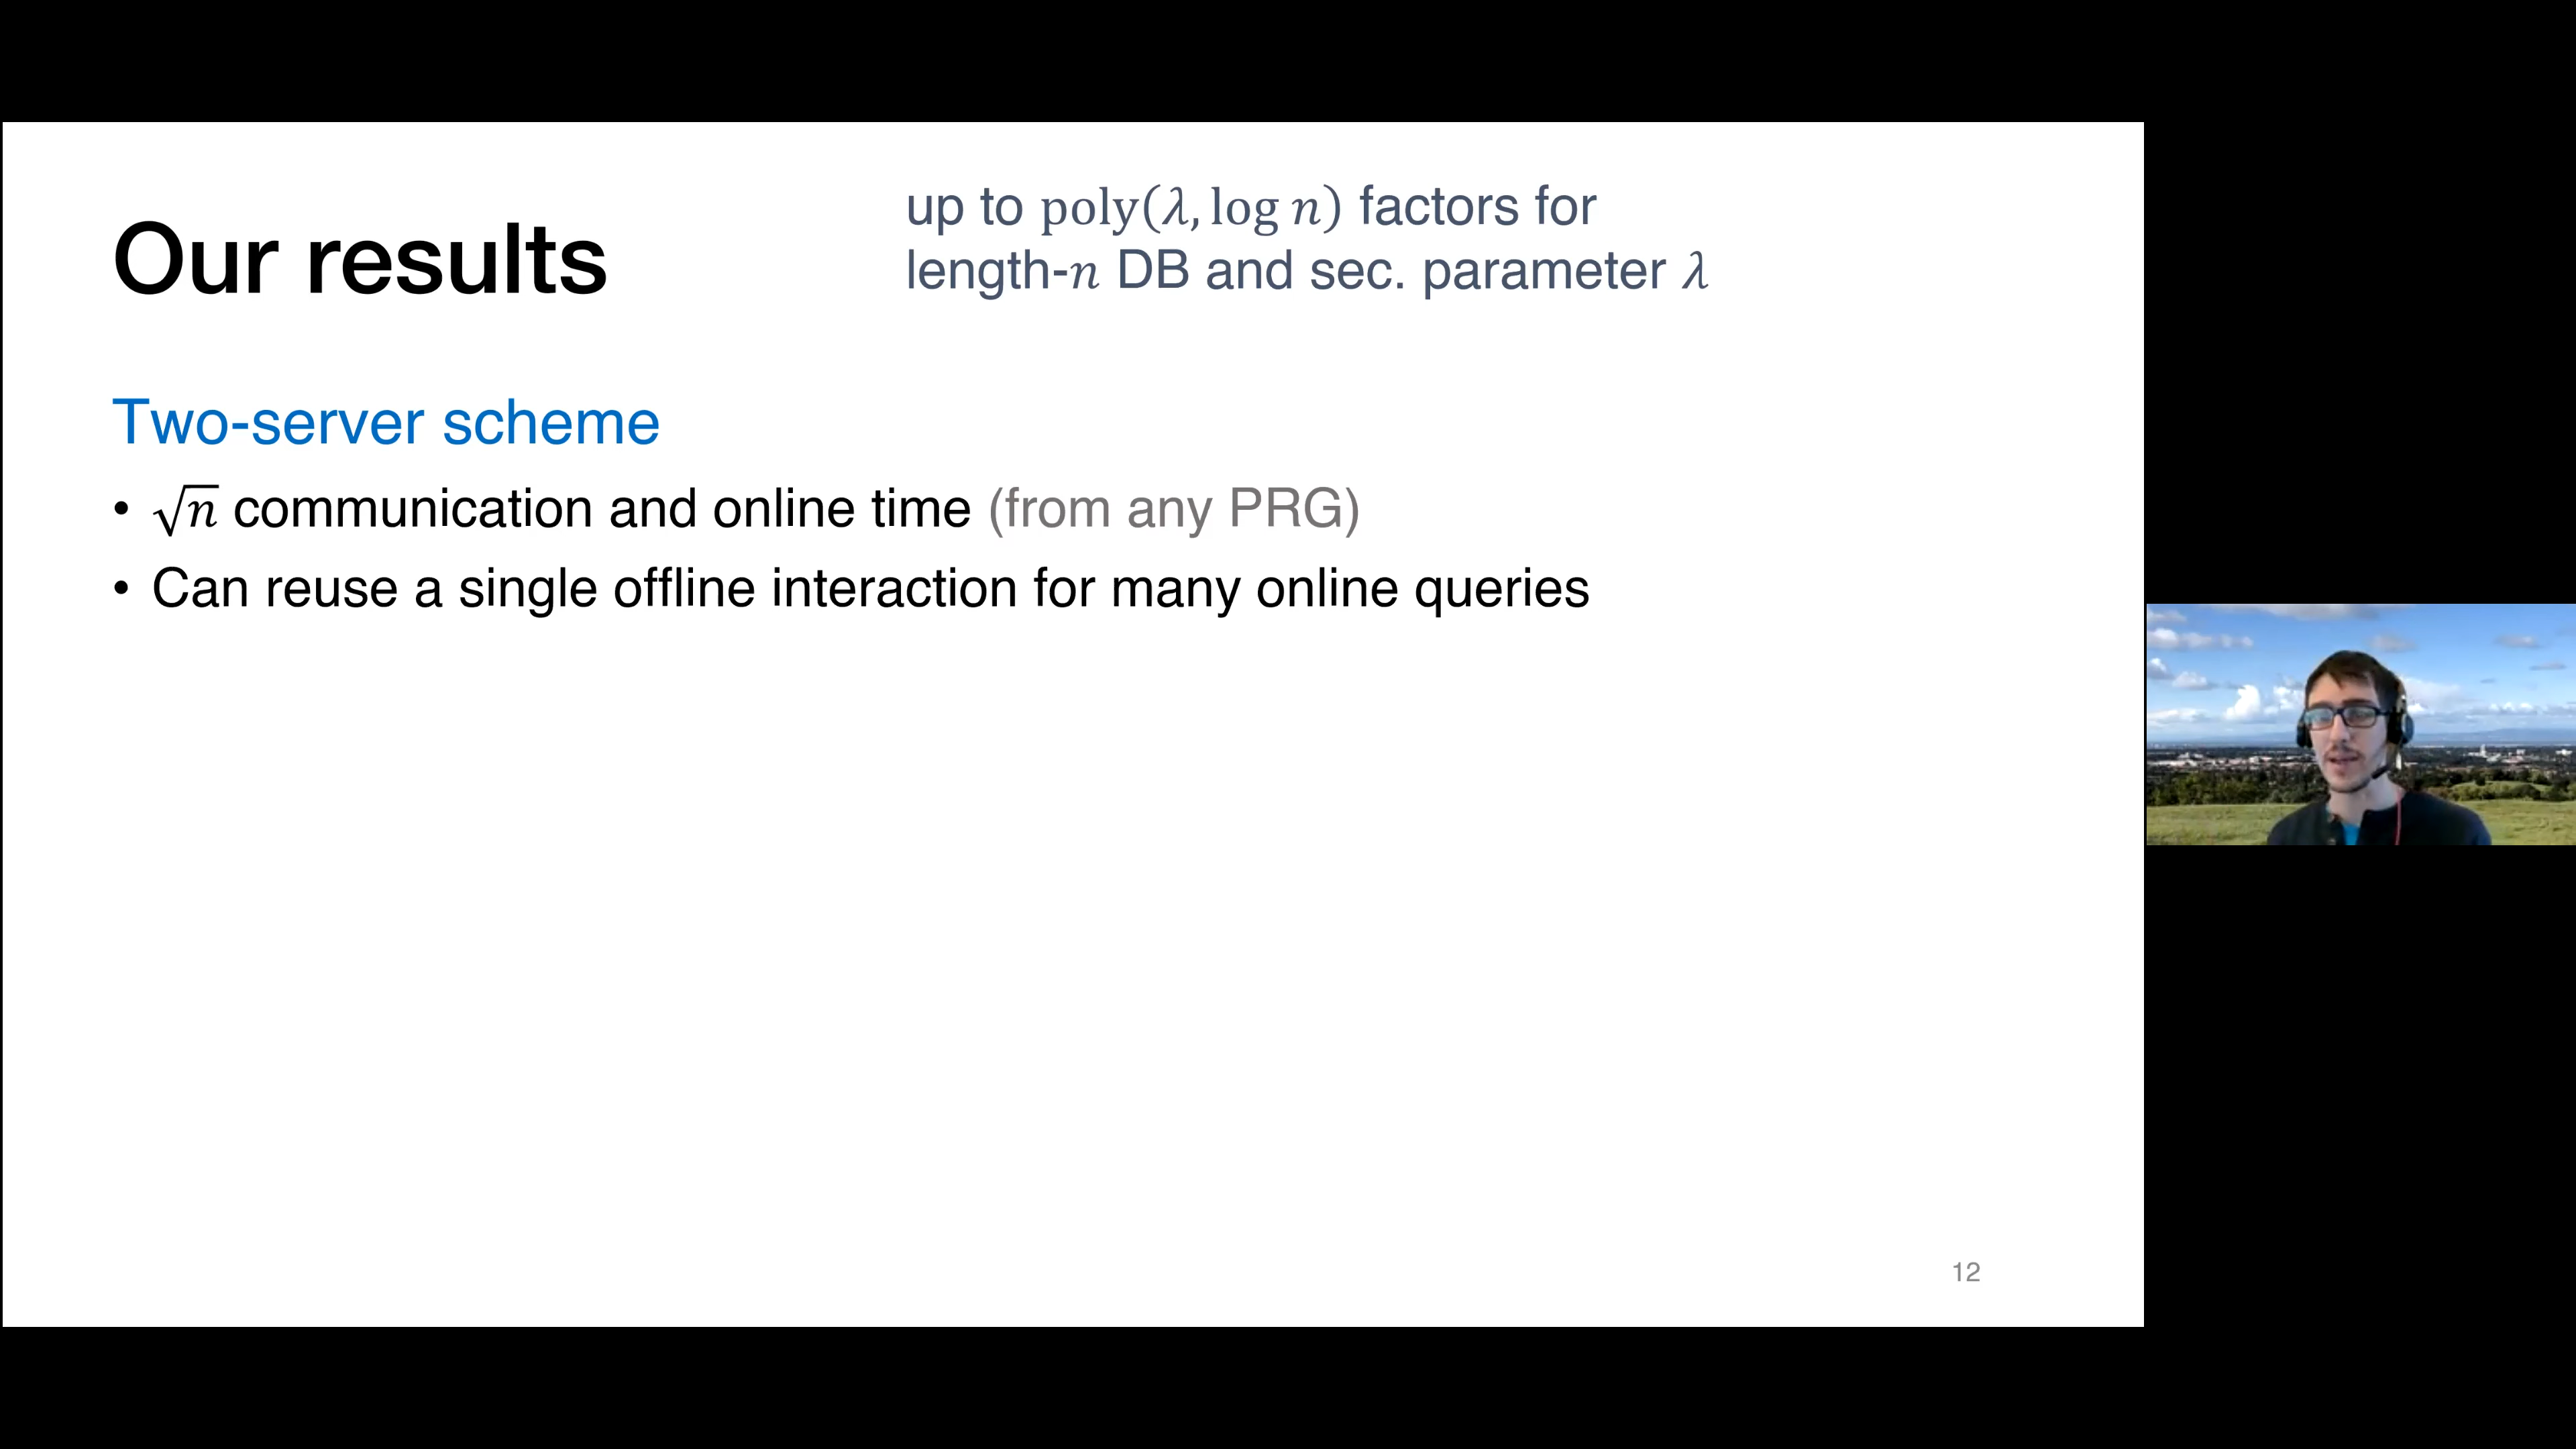 Our results
up to poly(λ, log n) factors for
length-n DB and sec. parameter λ
Two-server scheme
• √n communication and online time (from any PRG)
• Can reuse a single offline interaction for many online queries
12